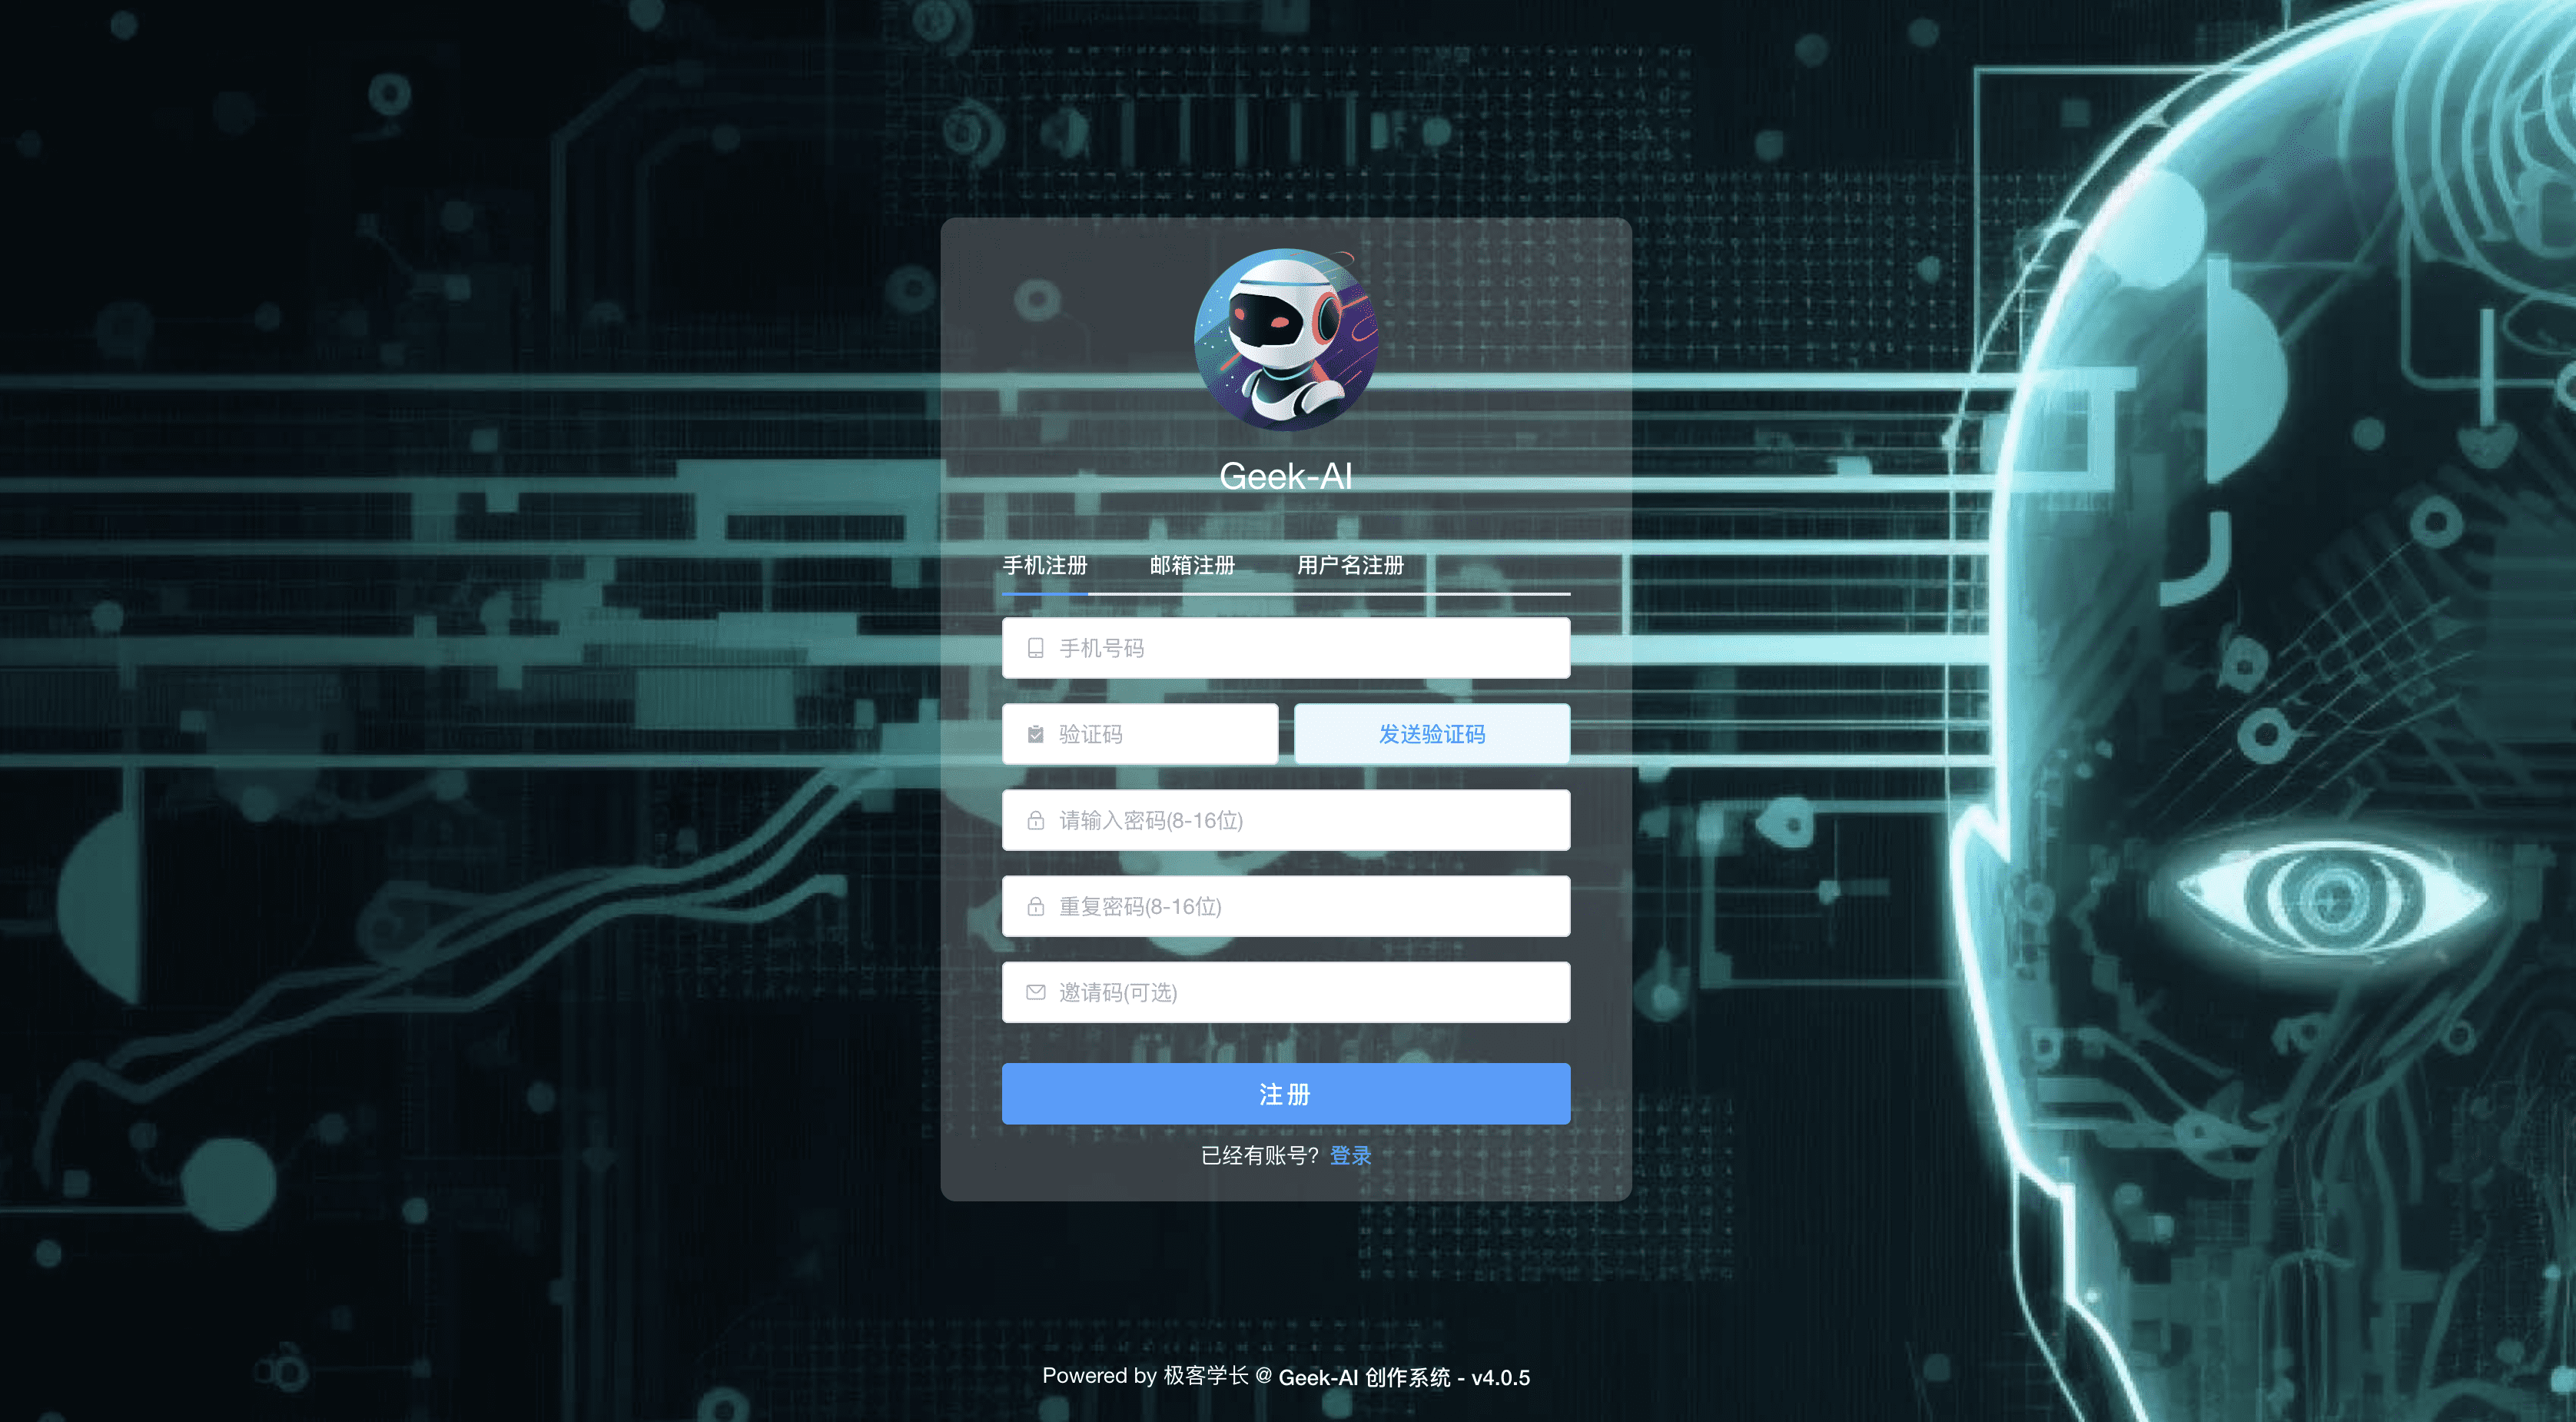 Geek-AI
手机注册 邮箱注册 用户名注册
手机号码
验证码 发送验证码
请输入密码(8-16位)
重复密码(8-16位)
邀请码(可选)
注册
已经有账号? 登录
Powered by 极客学长 @ Geek-AI 创作系统 - v4.0.5